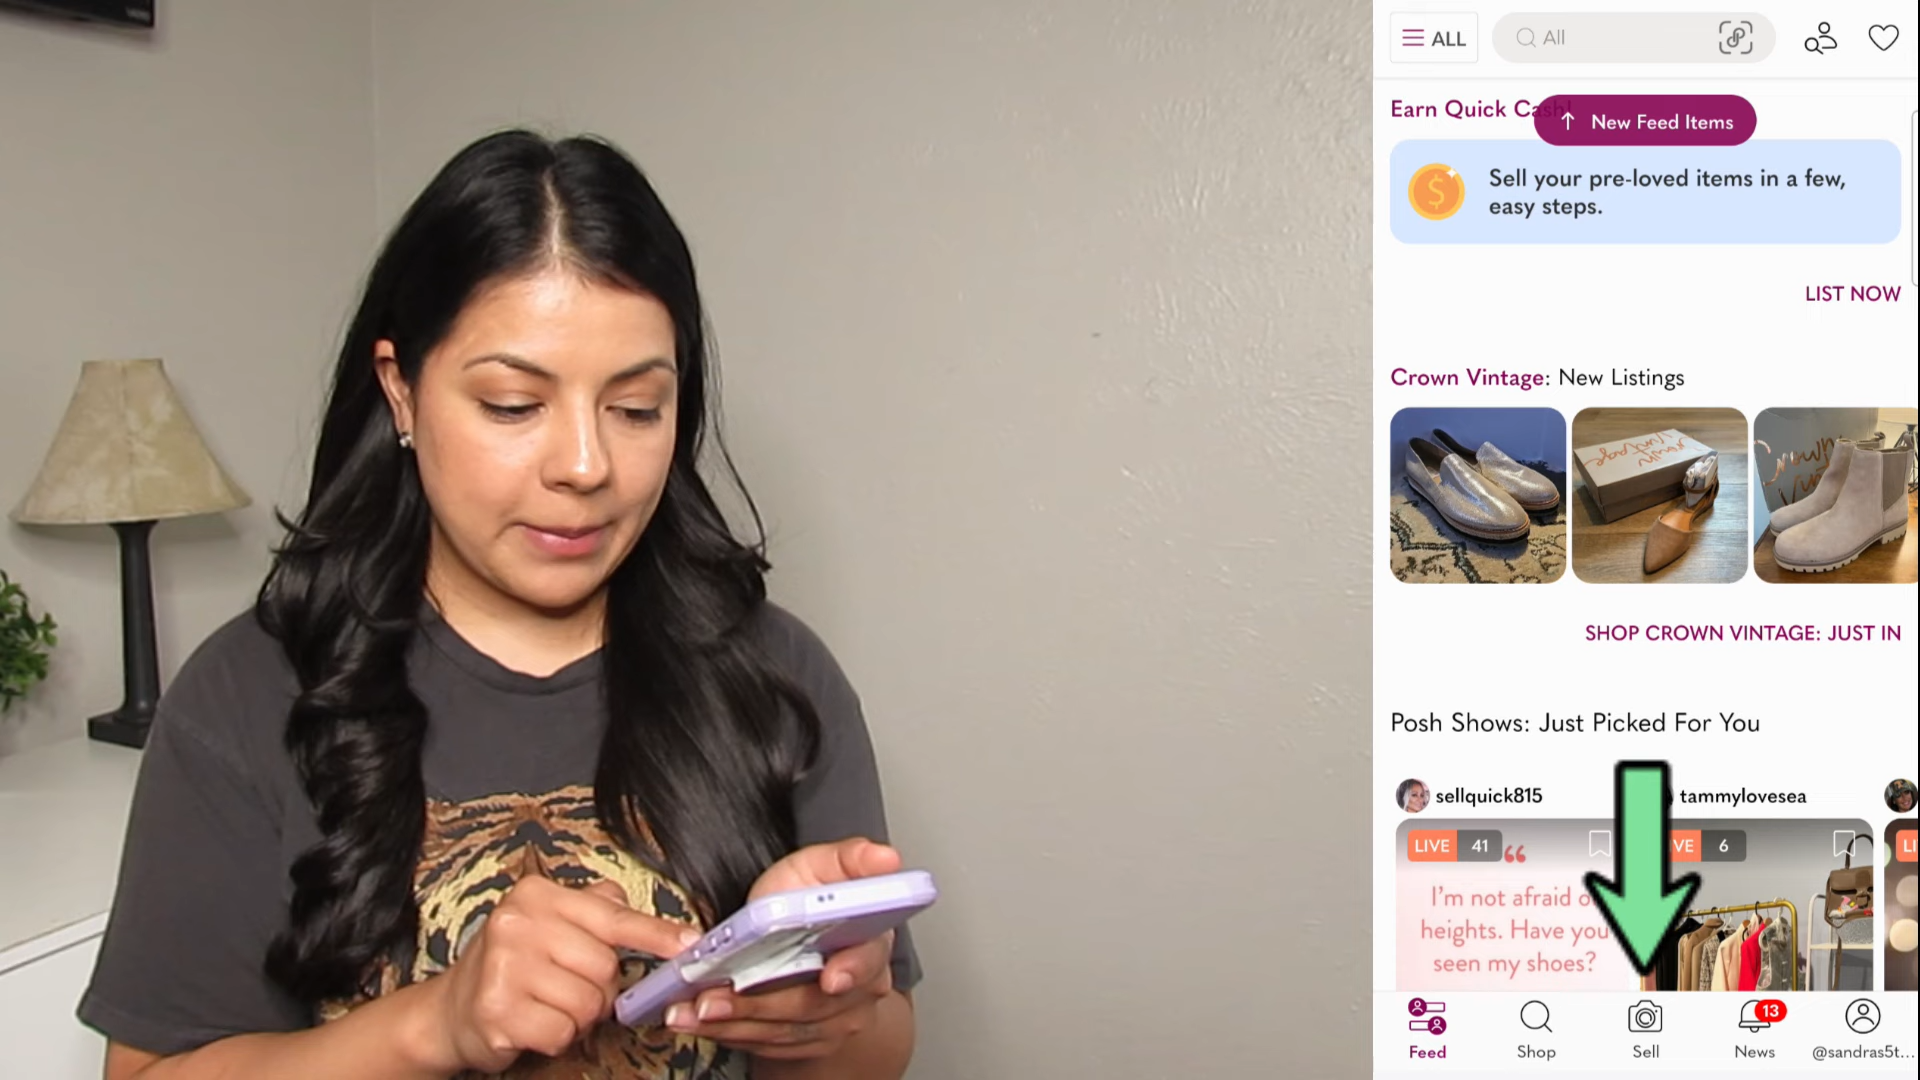 ALL
All
Earn Quick Cash!
New Feed Items
Sell your pre-loved items in a few,
easy steps.
LIST NOW
Crown Vintage: New Listings
SHOP CROWN VINTAGE: JUST IN
Posh Shows: Just Picked For You
sellquick815
tammylovesea
LIVE 41
VE 6
LI
I'm not afraid o
heights. Have you
seen my shoes?
13
Feed
Shop
Sell
News
@sandras5t...